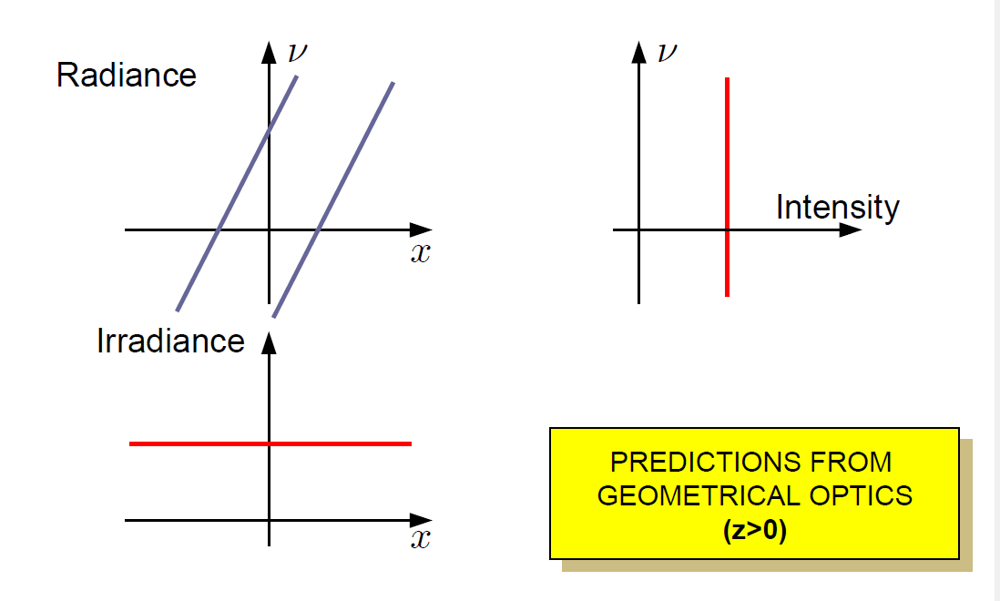 Radiance
ν
x
ν
Intensity
Irradiance
x
PREDICTIONS FROM
GEOMETRICAL OPTICS
(z>0)